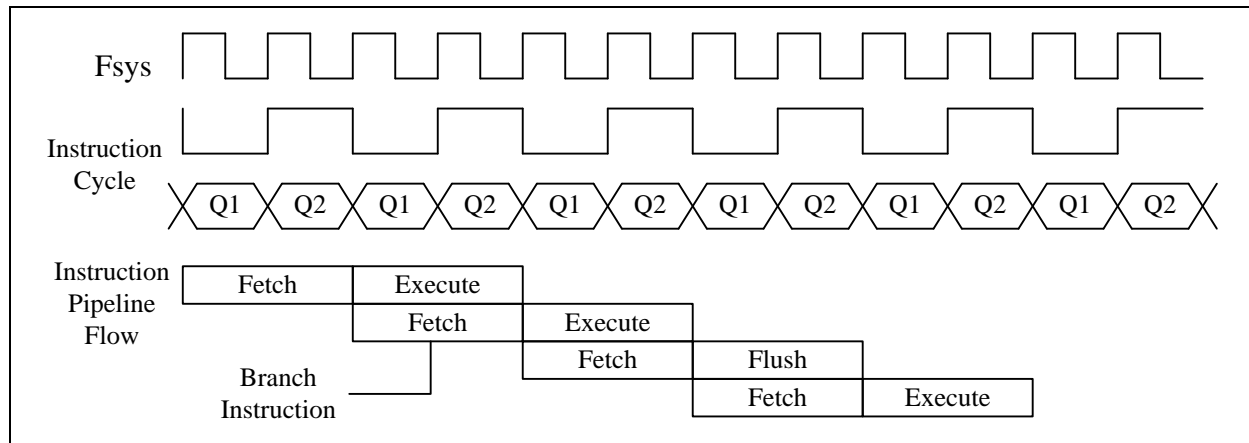 Fsys
Instruction
Cycle
Q1 Q2 Q1 Q2 Q1 Q2 Q1 Q2 Q1 Q2 Q1 Q2
Instruction
Pipeline
Flow
Fetch Execute
Fetch Execute
Fetch Flush
Fetch Execute
Branch
Instruction